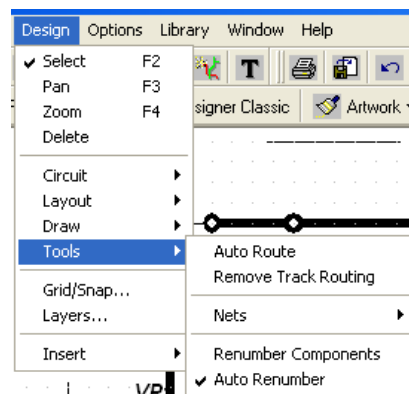 Design Options Library Window Help
Select F2
Pan F3
Zoom F4
Delete
Circuit
Layout
Draw
Tools
Grid/Snap...
Layers...
Insert
T
signer Classic Artwork
Auto Route
Remove Track Routing
Nets
Renumber Components
Auto Renumber